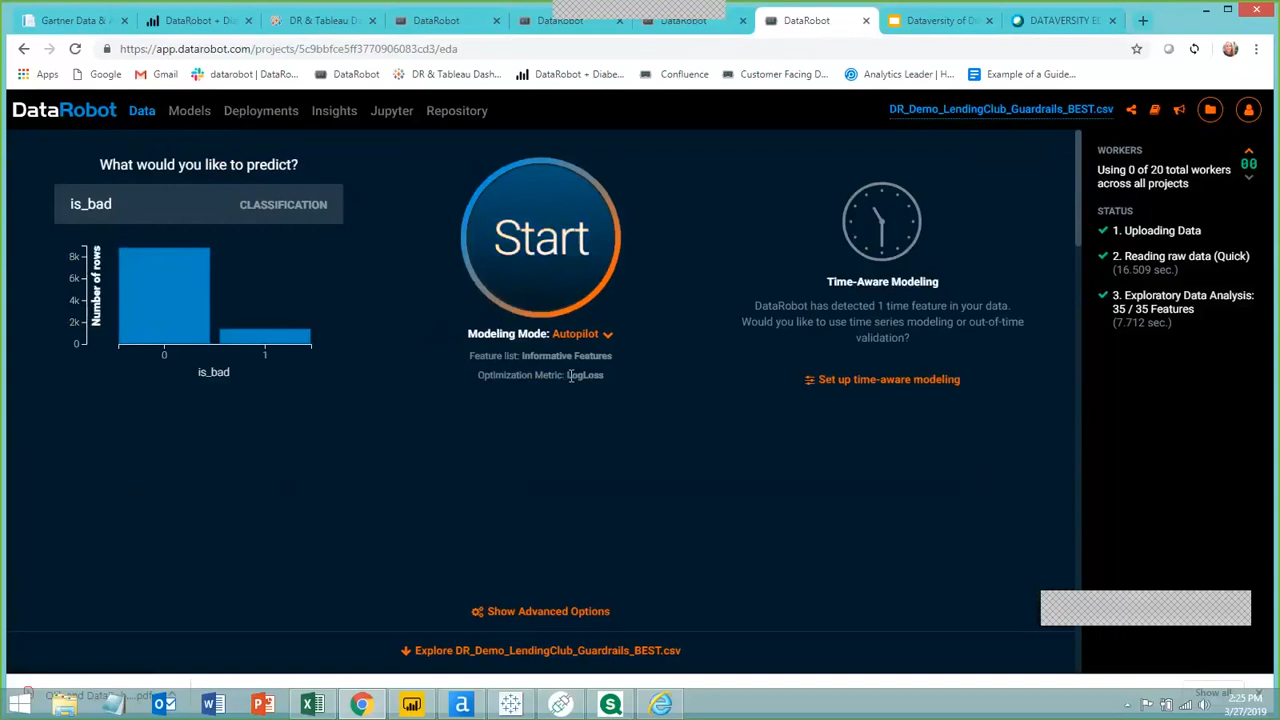 Gartner Data & A
DataRobot + Dia
DR & Tableau Da
DataRobot
DataRobot
DataRobot
DataRobot
Dataversity of D
DATAVERSITY
https://app.datarobot.com/projects/5c9bbfce5ff3770906083cd3/eda
Apps
Google
Gmail
datarobot | DataRo...
DataRobot
DR & Tableau Dash...
DataRobot + Diabe...
Confluence
Customer Facing D...
Analytics Leader | H...
Example of a Guide...
DataRobot
Data
Models
Deployments
Insights
Jupyter
Repository
DR_Demo_LendingClub_Guardrails_BEST.csv
What would you like to predict?
is_bad
CLASSIFICATION
Number of rows
8k
6k
4k
2k
0
0
1
is_bad
Start
Modeling Mode: Autopilot
Feature list: Informative Features
Optimization Metric: LogLoss
Time-Aware Modeling
DataRobot has detected 1 time feature in your data.
Would you like to use time series modeling or out-of-time
validation?
Set up time-aware modeling
Show Advanced Options
Explore DR_Demo_LendingClub_Guardrails_BEST.csv
WORKERS
Using 0 of 20 total workers
across all projects
00
STATUS
1. Uploading Data
2. Reading raw data (Quick)
(16.509 sec.)
3. Exploratory Data Analysis:
35 / 35 Features
(7.712 sec.)
Show all
2:25 PM
3/27/2019